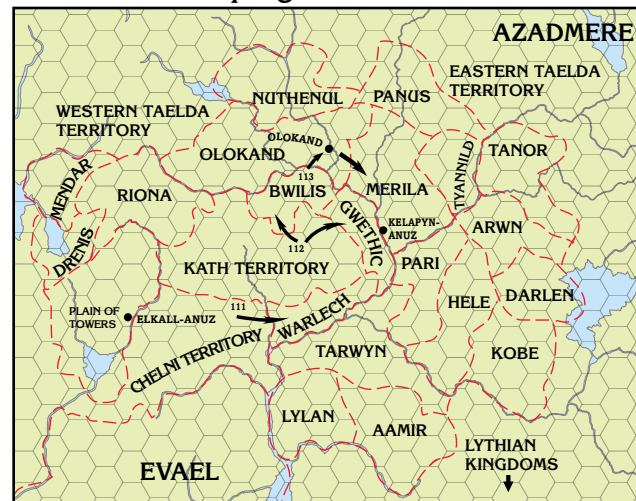 AZADMERE
EASTERN TAELDA
TERRITORY
NUTHENUL
PANUS
WESTERN TAELDA
TERRITORY
OLOKAND
OLOKAND
TANOR
TYANNILD
113
MENDAR
RIONA
BWILIS
MERILA
GWETHIC
KELAPYN-
ANUZ
ARWN
DRENIS
112
KATH TERRITORY
PARI
PLAIN OF
TOWERS
ELKALL-ANUZ
111
WARLECH
HELE
DARLEN
CHELNI TERRITORY
TARWYN
KOBE
LYLAN
AAMIR
EVAEL
LYTHIAN
KINGDOMS